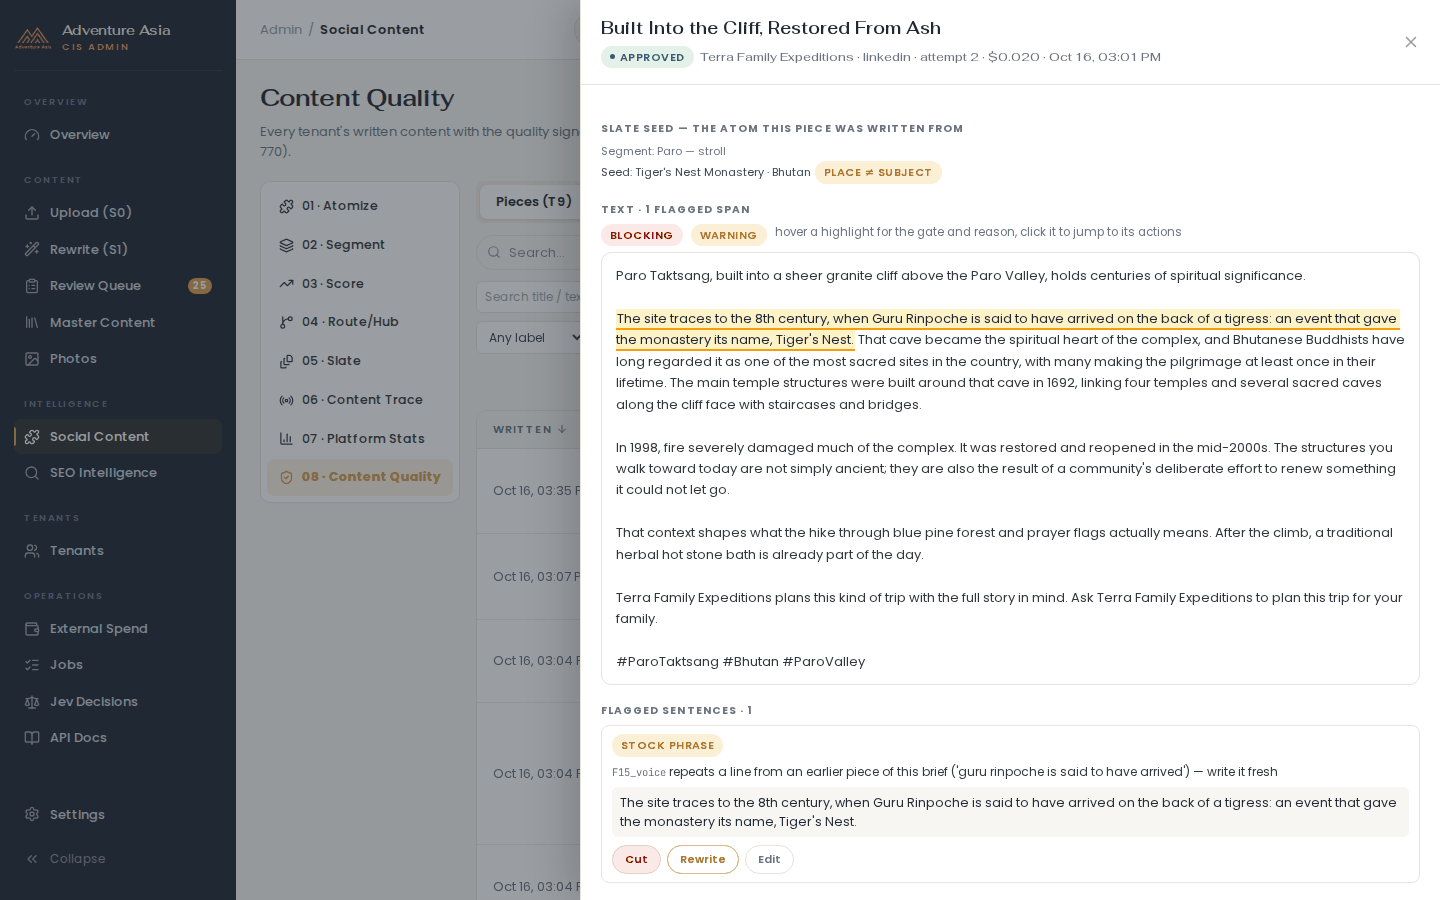 Adventure Asia
CIS ADMIN
OVERVIEW
Overview
CONTENT
Upload (S0)
Rewrite (S1)
Review Queue 25
Master Content
Photos
INTELLIGENCE
Social Content
SEO Intelligence
TENANTS
Tenants
OPERATIONS
External Spend
Jobs
Jev Decisions
API Docs
Settings
Collapse
Admin / Social Content
Content Quality
Every tenant's written content with the quality sign
770).
01 · Atomize
02 · Segment
03 · Score
04 · Route/Hub
05 · Slate
06 · Content Trace
07 · Platform Stats
08 · Content Quality
Pieces (T9)
Search...
Search title / tex
Any label
WRITTEN ↓
Oct 16, 03:35 P
Oct 16, 03:07 P
Oct 16, 03:04 P
Oct 16, 03:04 P
Oct 16, 03:04 P
Built Into the Cliff, Restored From Ash
APPROVED Terra Family Expeditions · linkedin · attempt 2 · $0.020 · Oct 16, 03:01 PM
SLATE SEED — THE ATOM THIS PIECE WAS WRITTEN FROM
Segment: Paro — stroll
Seed: Tiger's Nest Monastery · Bhutan PLACE ≠ SUBJECT
TEXT · 1 FLAGGED SPAN
BLOCKING WARNING hover a highlight for the gate and reason, click it to jump to its actions
Paro Taktsang, built into a sheer granite cliff above the Paro Valley, holds centuries of spiritual significance.
The site traces to the 8th century, when Guru Rinpoche is said to have arrived on the back of a tigress: an event that gave
the monastery its name, Tiger's Nest. That cave became the spiritual heart of the complex, and Bhutanese Buddhists have
long regarded it as one of the most sacred sites in the country, with many making the pilgrimage at least once in their
lifetime. The main temple structures were built around that cave in 1692, linking four temples and several sacred caves
along the cliff face with staircases and bridges.
In 1998, fire severely damaged much of the complex. It was restored and reopened in the mid-2000s. The structures you
walk toward today are not simply ancient; they are also the result of a community's deliberate effort to renew something
it could not let go.
That context shapes what the hike through blue pine forest and prayer flags actually means. After the climb, a traditional
herbal hot stone bath is already part of the day.
Terra Family Expeditions plans this kind of trip with the full story in mind. Ask Terra Family Expeditions to plan this trip for your
family.
#ParoTaktsang #Bhutan #ParoValley
FLAGGED SENTENCES · 1
STOCK PHRASE
F15_voice repeats a line from an earlier piece of this brief ('guru rinpoche is said to have arrived') — write it fresh
The site traces to the 8th century, when Guru Rinpoche is said to have arrived on the back of a tigress: an event that gave
the monastery its name, Tiger's Nest.
Cut Rewrite Edit